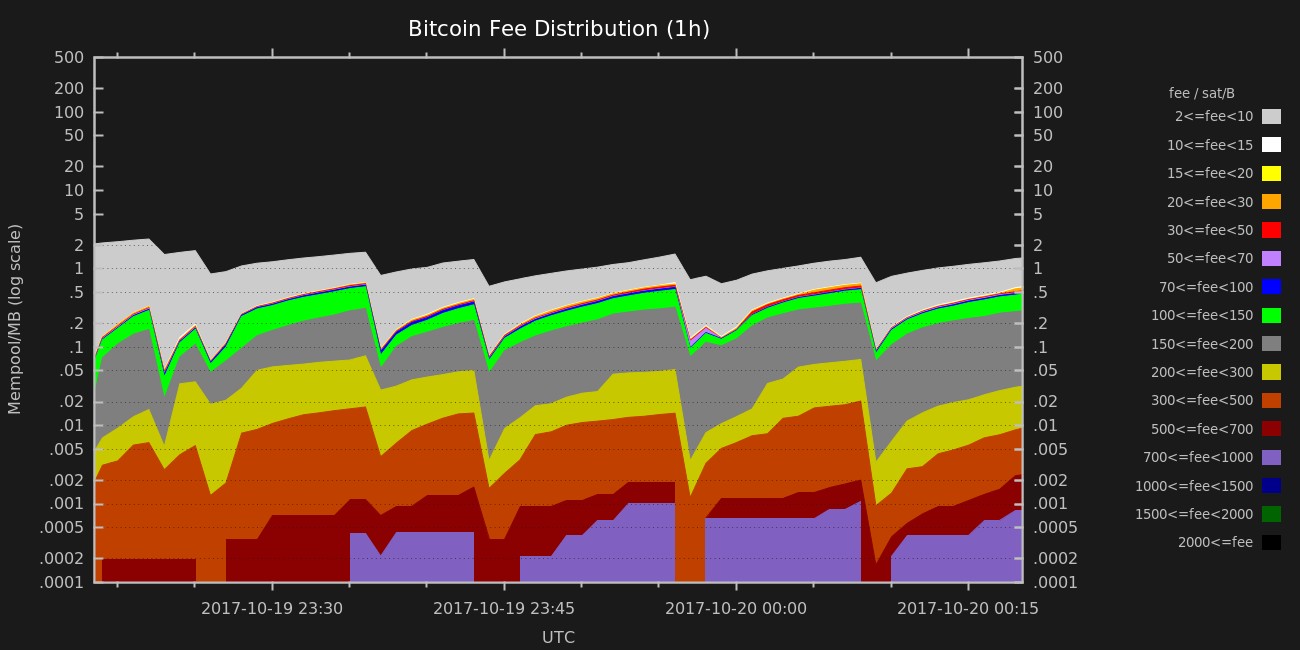 Bitcoin Fee Distribution (1h)
500 500
200 200
100 100
50 50
20 20
10 10
5 5
2 2
1 1
.5 .5
.2 .2
.1 .1
.05 .05
.02 .02
.01 .01
.005 .005
.002 .002
.001 .001
.0005 .0005
.0002 .0002
.0001 .0001
Mempool/MB (log scale)
2017-10-19 23:30 2017-10-19 23:45 2017-10-20 00:00 2017-10-20 00:15
UTC
fee / sat/B
2<=fee<10
10<=fee<15
15<=fee<20
20<=fee<30
30<=fee<50
50<=fee<70
70<=fee<100
100<=fee<150
150<=fee<200
200<=fee<300
300<=fee<500
500<=fee<700
700<=fee<1000
1000<=fee<1500
1500<=fee<2000
2000<=fee